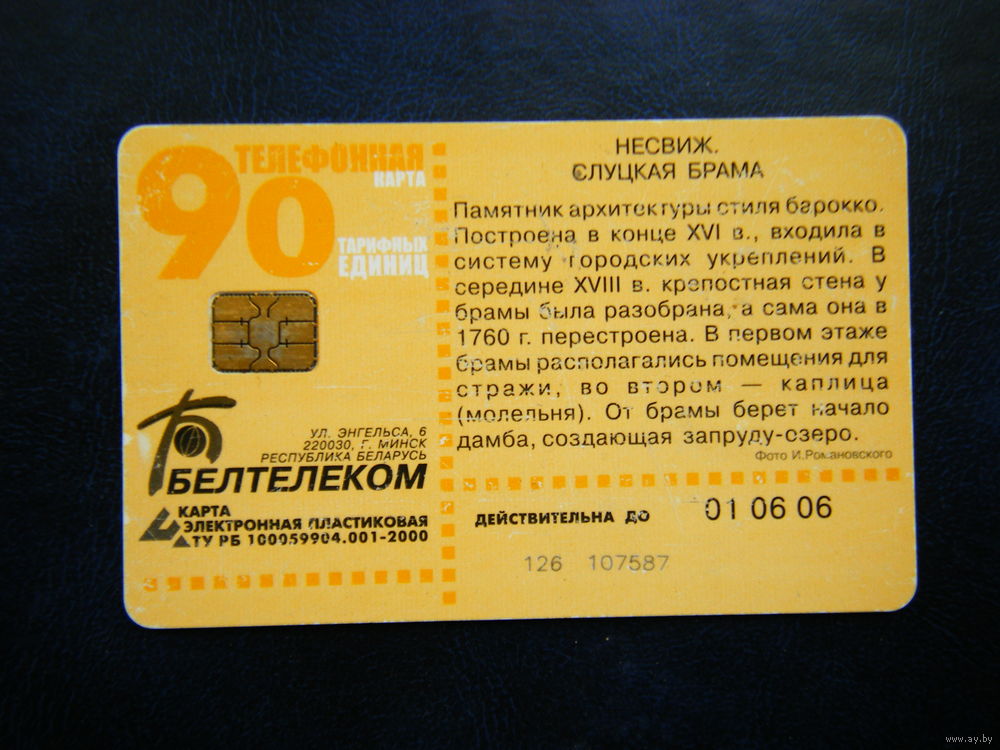 90
ТЕЛЕФОННАЯ
КАРТА
ТАРИФНЫХ
ЕДИНИЦ
УЛ. ЭНГЕЛЬСА, 6
220030, Г. МИНСК
РЕСПУБЛИКА БЕЛАРУСЬ
БЕЛТЕЛЕКОМ
КАРТА
ЭЛЕКТРОННАЯ ПЛАСТИКОВАЯ
ТУ РБ 100059904.001-2000
НЕСВИЖ.
СЛУЦКАЯ БРАМА
Памятник архитектуры стиля барокко.
Построена в конце XVI в., входила в
систему городских укреплений. В
середине XVIII в. крепостная стена у
брамы была разобрана, а сама она в
1760 г. перестроена. В первом этаже
брамы располагались помещения для
стражи, во втором — каплица
(молельня). От брамы берет начало
дамба, создающая запруду-озеро.
Фото И.Романовского
ДЕЙСТВИТЕЛЬНА ДО 01 06 06
126 107587
www.ay.by